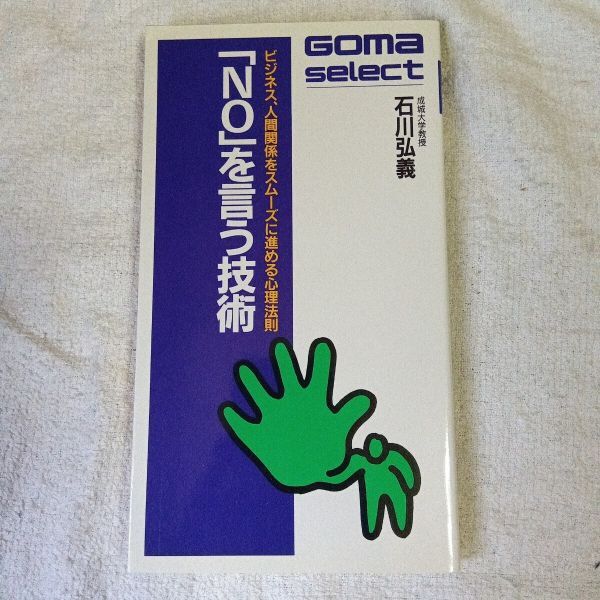 GOMA
select
成城大学教授
石川弘義
ビジネス、人間関係をスムーズに進める心理法則
「NO」を言う技術